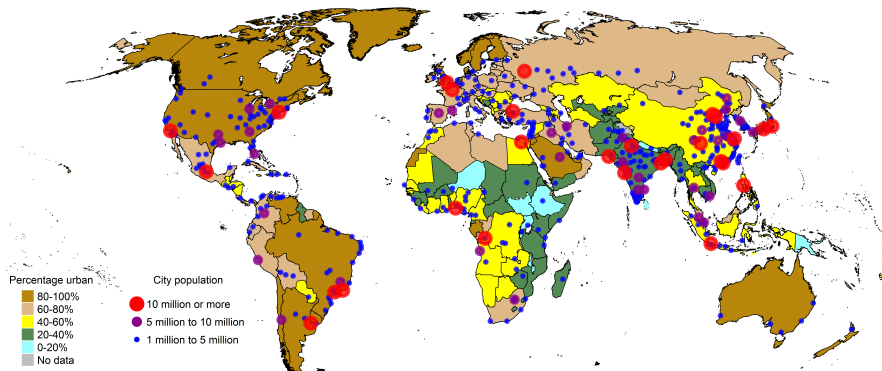 Percentage urban
80-100%
60-80%
40-60%
20-40%
0-20%
No data
City population
10 million or more
5 million to 10 million
1 million to 5 million